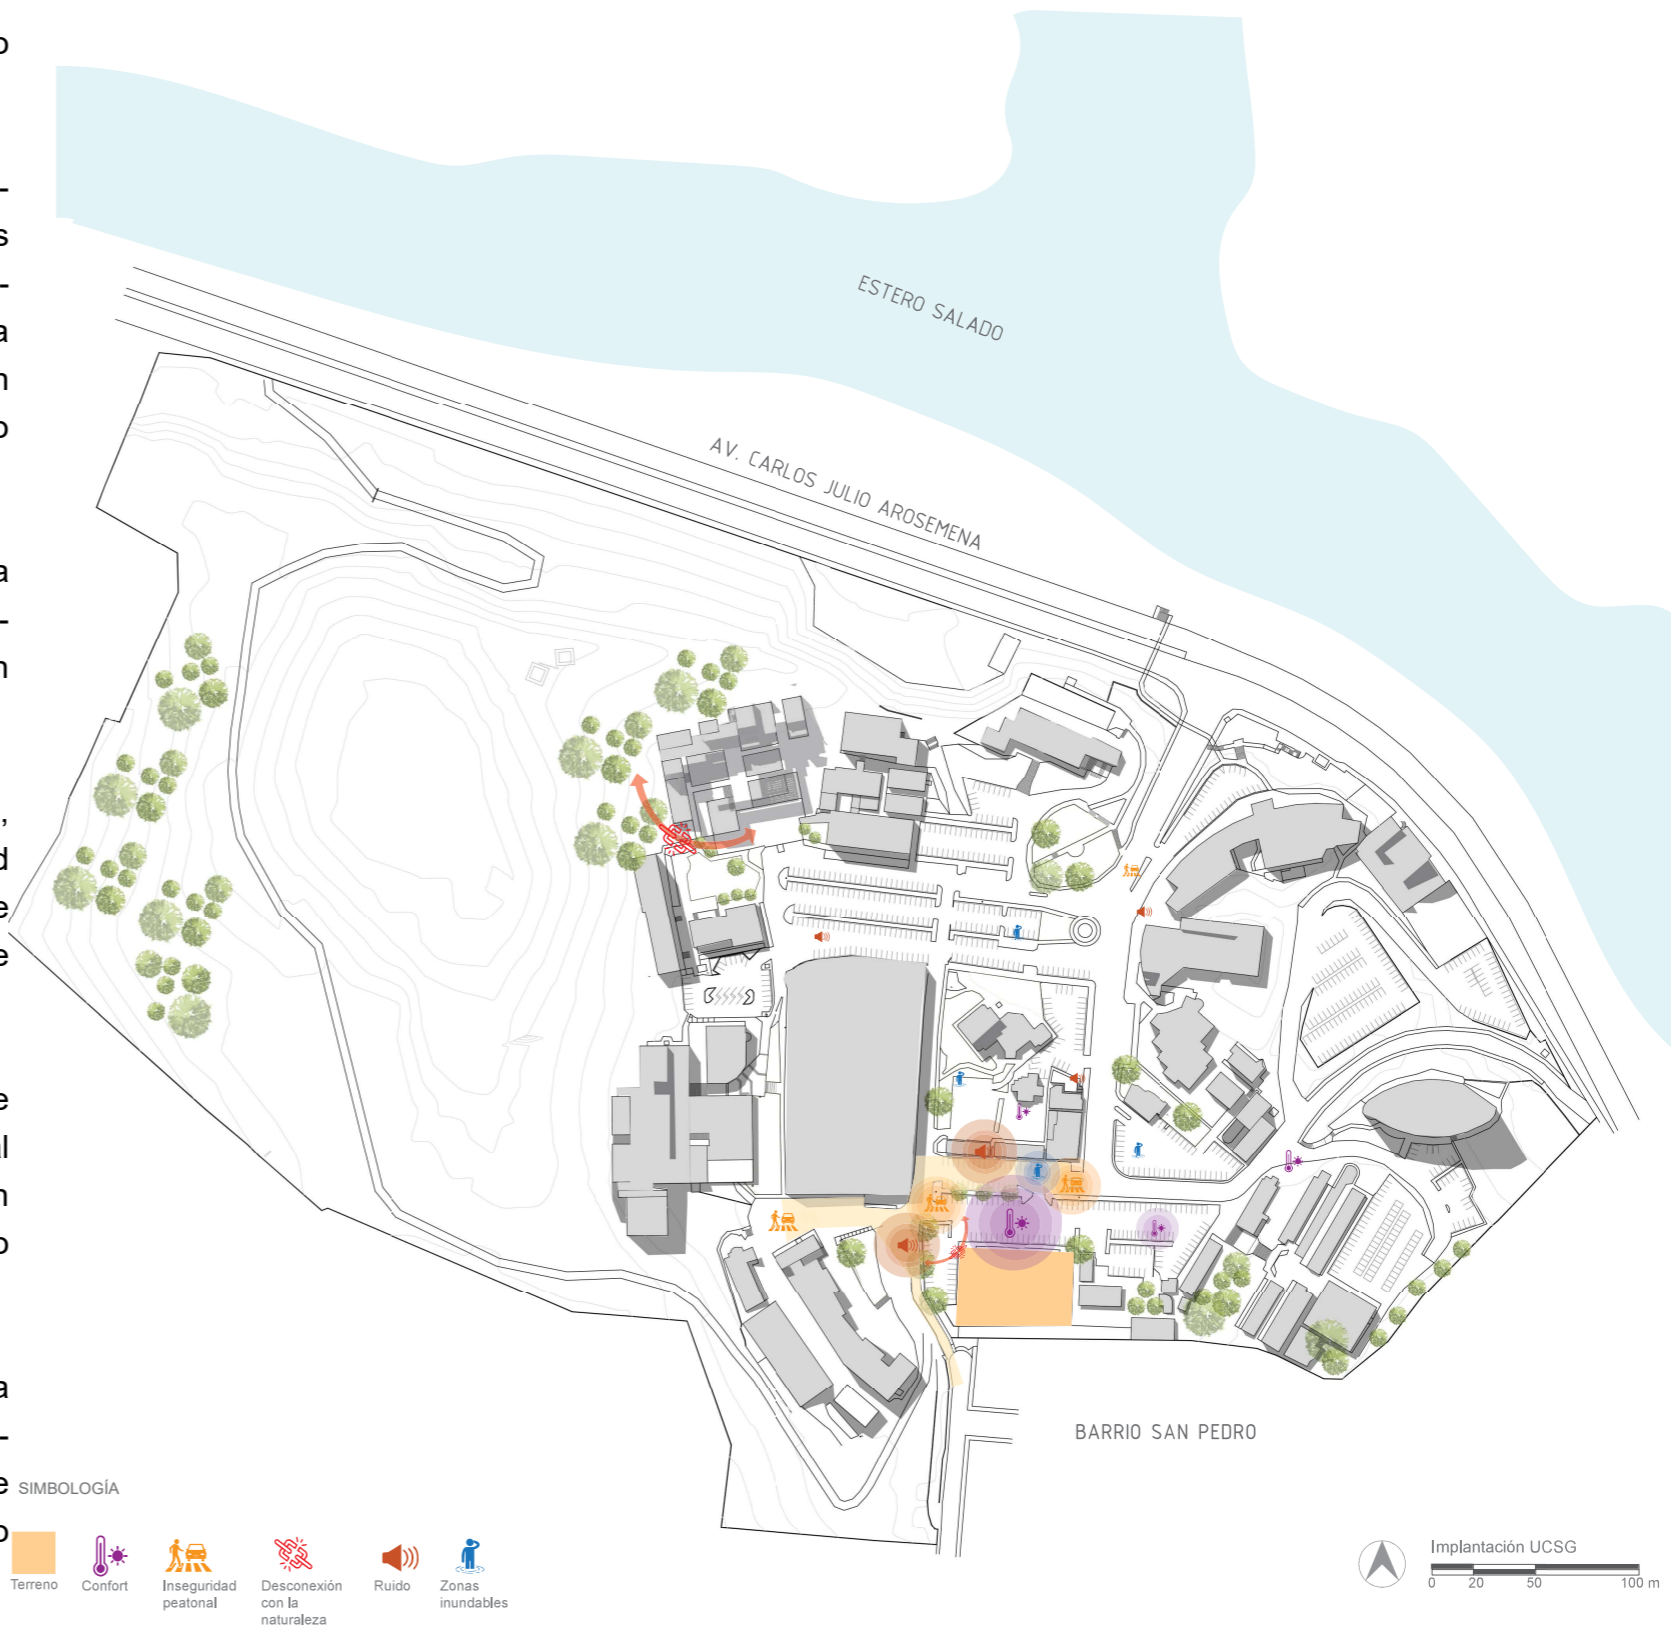 o
-
s
-
a
n
o
a
-
n
,
d
e
e
e
al
n
o
a
-
e
o
ESTERO SALADO
AV. CARLOS JULIO AROSEMENA
BARRIO SAN PEDRO
SIMBOLOGÍA
Terreno
Confort
Inseguridad
peatonal
Desconexión
con la
naturaleza
Ruido
Zonas
inundables
Implantación UCSG
0 20 50 100 m